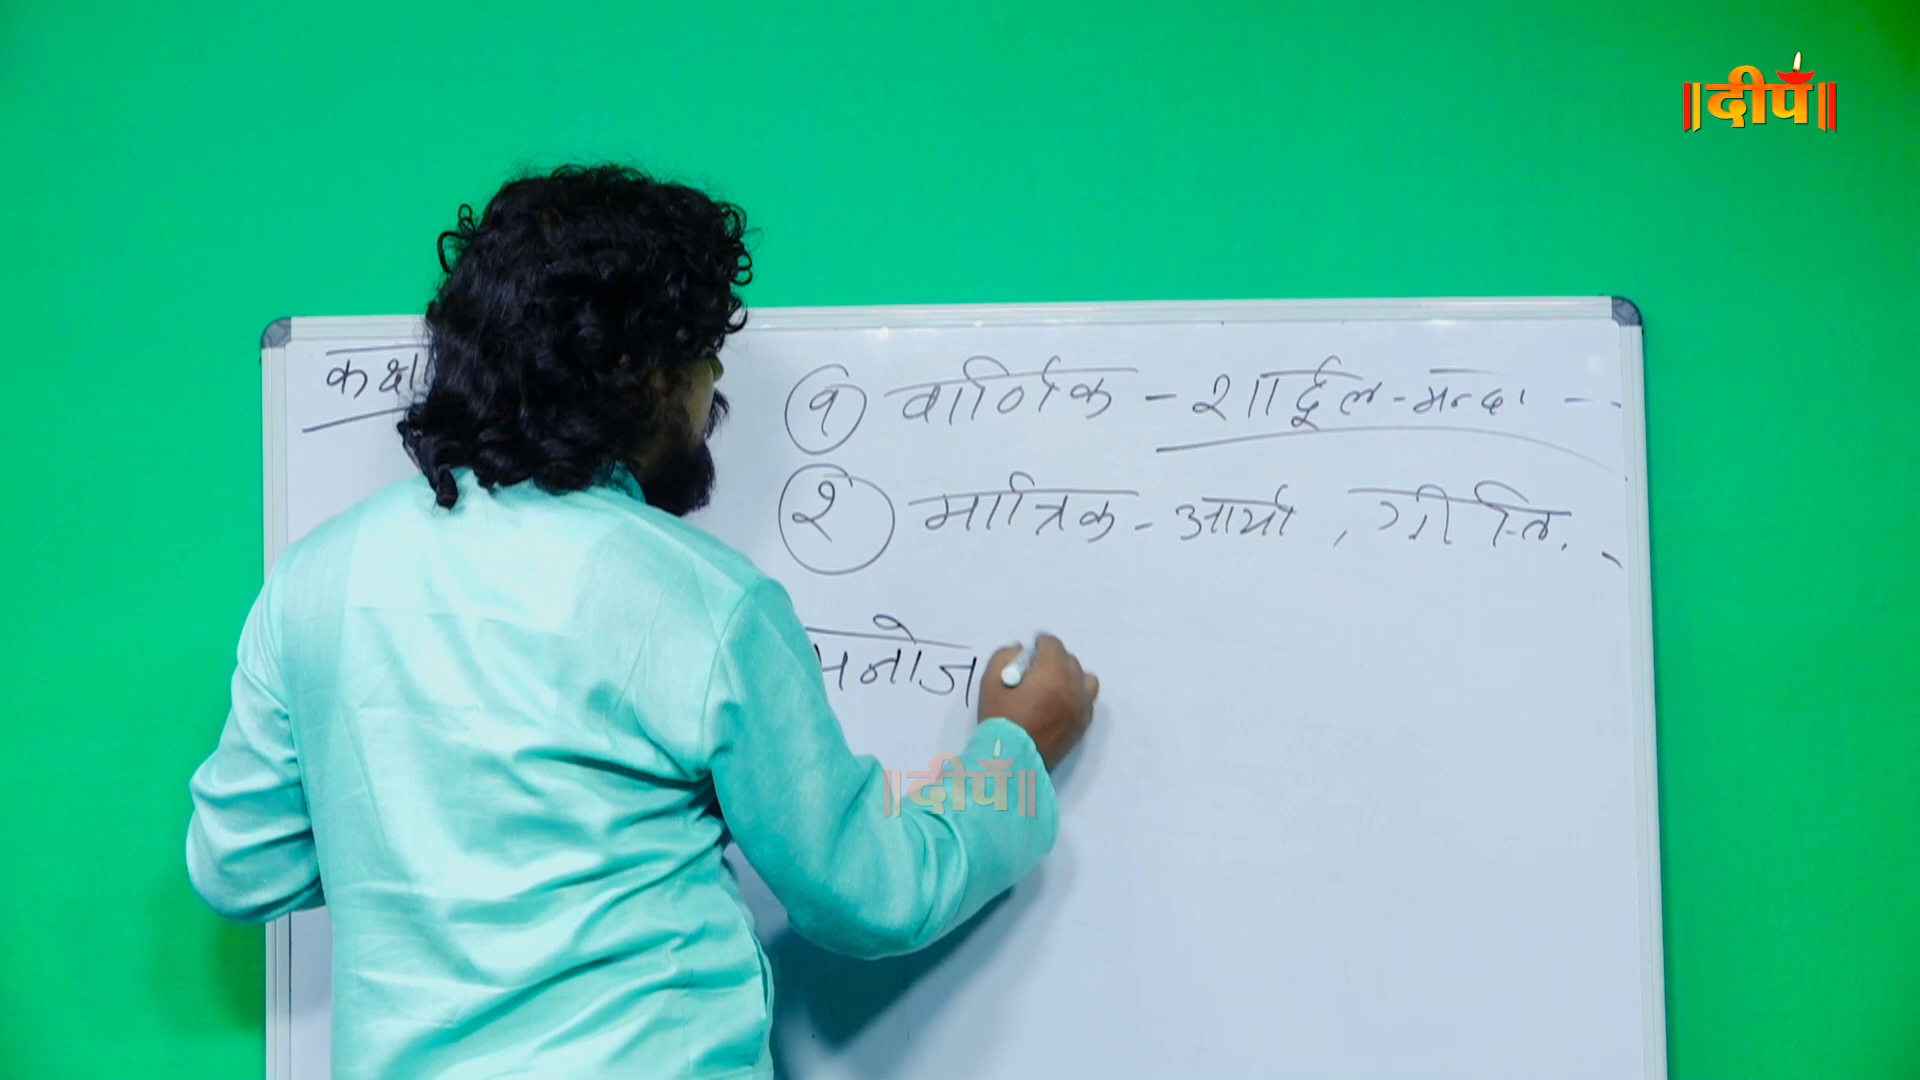 ॥दीप॥
कक्षा
१ वार्णिक - शार्दूल - मन्दा - -
२ मात्रिक - आर्या , गीति. -
मनोज
॥दीप॥